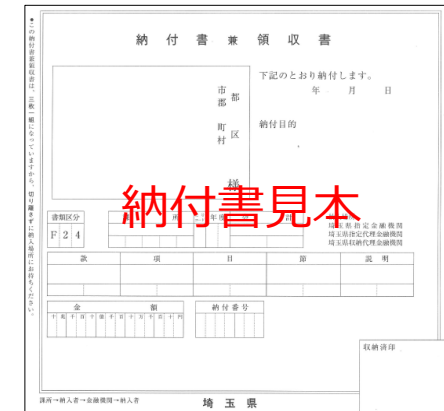 ●この納付書兼領収書は、三枚一組になっていますから、切り離さずに納入場所にお持ちください。
納付書兼領収書
下記のとおり納付します。
年 月 日
市 都
郡
町 区
村
様
納付目的
納付書見本
書類区分
所
年度
計
F 2 4
埼玉県指定金融機関
埼玉県指定代理金融機関
埼玉県収納代理金融機関
款 項 目 節 説明
金額
納付番号
十 億 千 百 十 万 千 百 十 円
収納済印
課所→納入者→金融機関→納入者
埼玉県